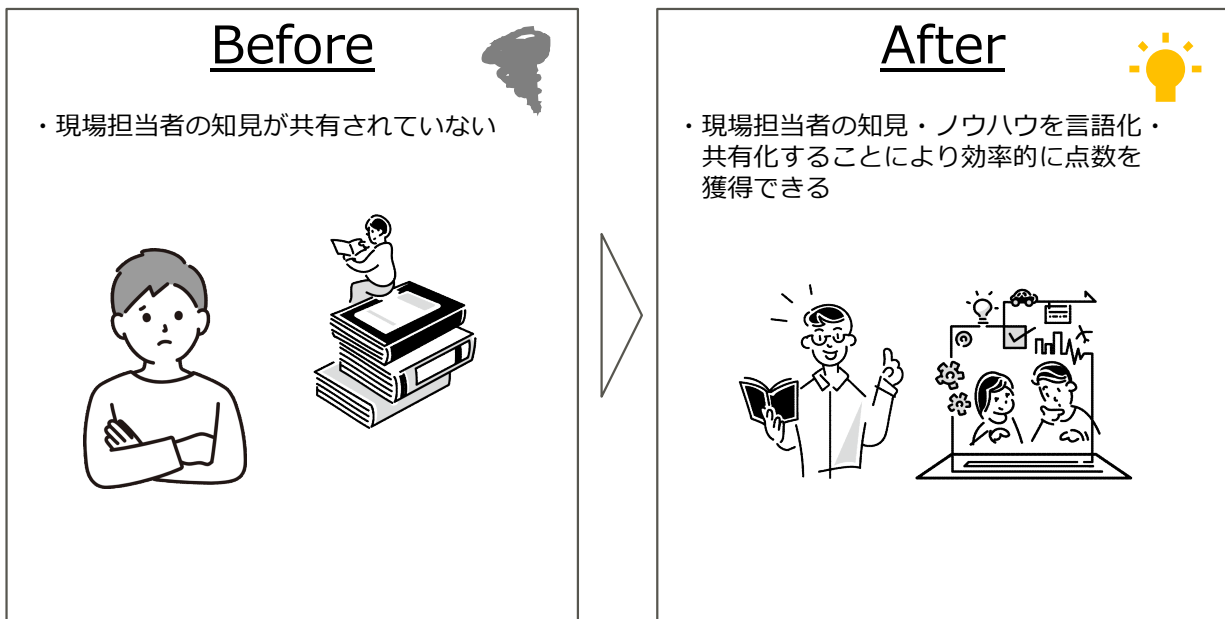 Before
・現場担当者の知見が共有されていない
After
・現場担当者の知見・ノウハウを言語化・
共有化することにより効率的に点数を
獲得できる